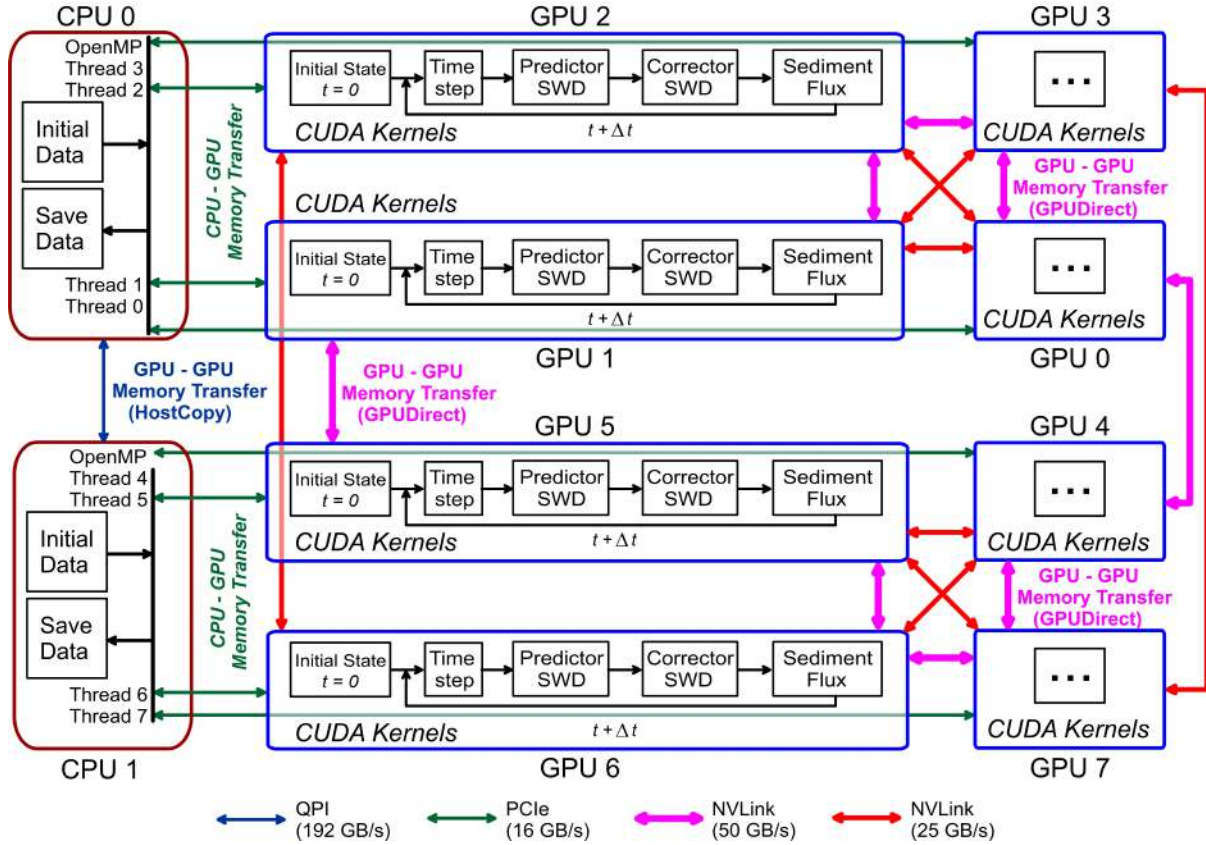 CPU 0
GPU 2
GPU 3
OpenMP
Thread 3
Thread 2
Initial
Data
Save
Data
Thread 1
Thread 0
CPU - GPU
Memory Transfer
Initial State
t = 0
Time
step
Predictor
SWD
Corrector
SWD
Sediment
Flux
t + Δ t
CUDA Kernels
...
CUDA Kernels
GPU - GPU
Memory Transfer
(GPUDirect)
CUDA Kernels
Initial State
t = 0
Time
step
Predictor
SWD
Corrector
SWD
Sediment
Flux
t + Δ t
...
CUDA Kernels
GPU 1
GPU 0
GPU - GPU
Memory Transfer
(HostCopy)
GPU - GPU
Memory Transfer
(GPUDirect)
GPU 5
GPU 4
OpenMP
Thread 4
Thread 5
Initial
Data
Save
Data
Thread 6
Thread 7
CPU 1
CPU - GPU
Memory Transfer
Initial State
t = 0
Time
step
Predictor
SWD
Corrector
SWD
Sediment
Flux
t + Δ t
CUDA Kernels
...
CUDA Kernels
GPU - GPU
Memory Transfer
(GPUDirect)
Initial State
t = 0
Time
step
Predictor
SWD
Corrector
SWD
Sediment
Flux
t + Δ t
CUDA Kernels
...
CUDA Kernels
GPU 6
GPU 7
QPI
(192 GB/s)
PCIe
(16 GB/s)
NVLink
(50 GB/s)
NVLink
(25 GB/s)